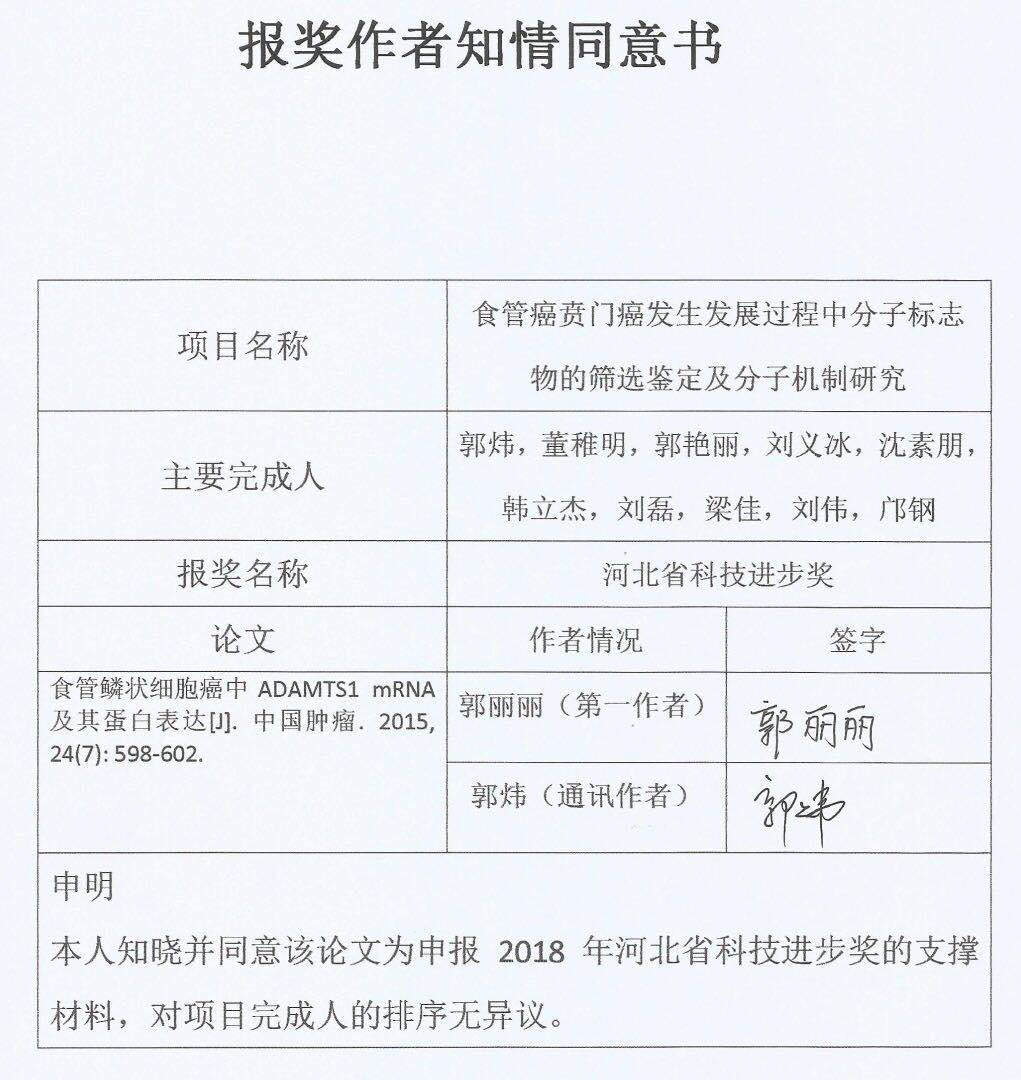 报奖作者知情同意书
项目名称
食管癌贲门癌发生发展过程中分子标志
物的筛选鉴定及分子机制研究
主要完成人
郭炜，董稚明，郭艳丽，刘义冰，沈素朋，
韩立杰，刘磊，梁佳，刘伟，邝钢
报奖名称
河北省科技进步奖
论文
作者情况
签字
食管鳞状细胞癌中 ADAMTS1 mRNA
及其蛋白表达[J]. 中国肿瘤. 2015,
24(7): 598-602.
郭丽丽（第一作者）
郭丽丽
郭炜（通讯作者）
郭炜
申明
本人知晓并同意该论文为申报 2018 年河北省科技进步奖的支撑
材料，对项目完成人的排序无异议。